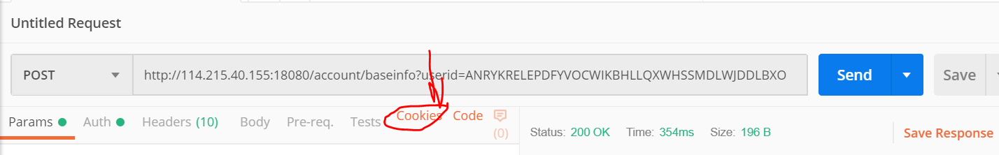 Untitled Request
POST http://114.215.40.155:18080/account/baseinfo?userid=ANRYKRELEPDFYVOCWIKBHLLQXWHSSMDLWJDDLBXO Send Save
Params Auth Headers (10) Body Pre-req. Tests Cookies Code (0) Status: 200 OK Time: 354ms Size: 196 B Save Response